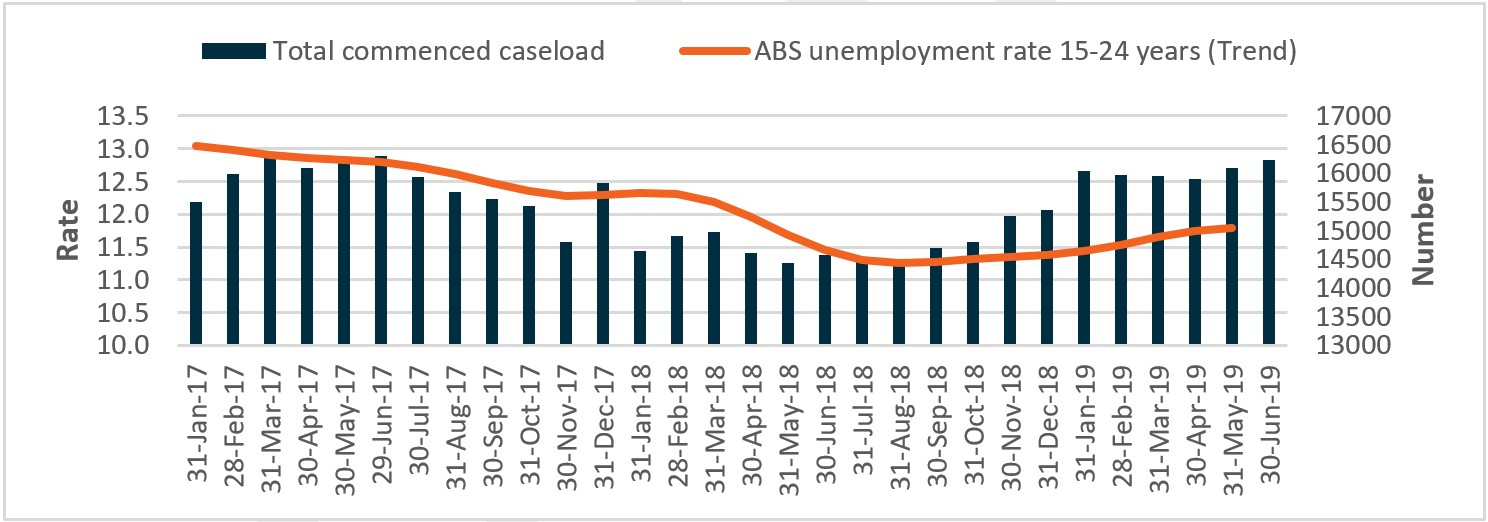 Total commenced caseload
ABS unemployment rate 15-24 years (Trend)
13.5
13.0
12.5
12.0
11.5
11.0
10.5
10.0
Rate
17000
16500
16000
15500
15000
14500
14000
13500
13000
Number
31-Jan-17
28-Feb-17
31-Mar-17
30-Apr-17
30-May-17
29-Jun-17
30-Jul-17
31-Aug-17
30-Sep-17
31-Oct-17
30-Nov-17
31-Dec-17
31-Jan-18
28-Feb-18
31-Mar-18
30-Apr-18
31-May-18
30-Jun-18
31-Jul-18
31-Aug-18
30-Sep-18
31-Oct-18
30-Nov-18
31-Dec-18
31-Jan-19
28-Feb-19
31-Mar-19
30-Apr-19
31-May-19
30-Jun-19